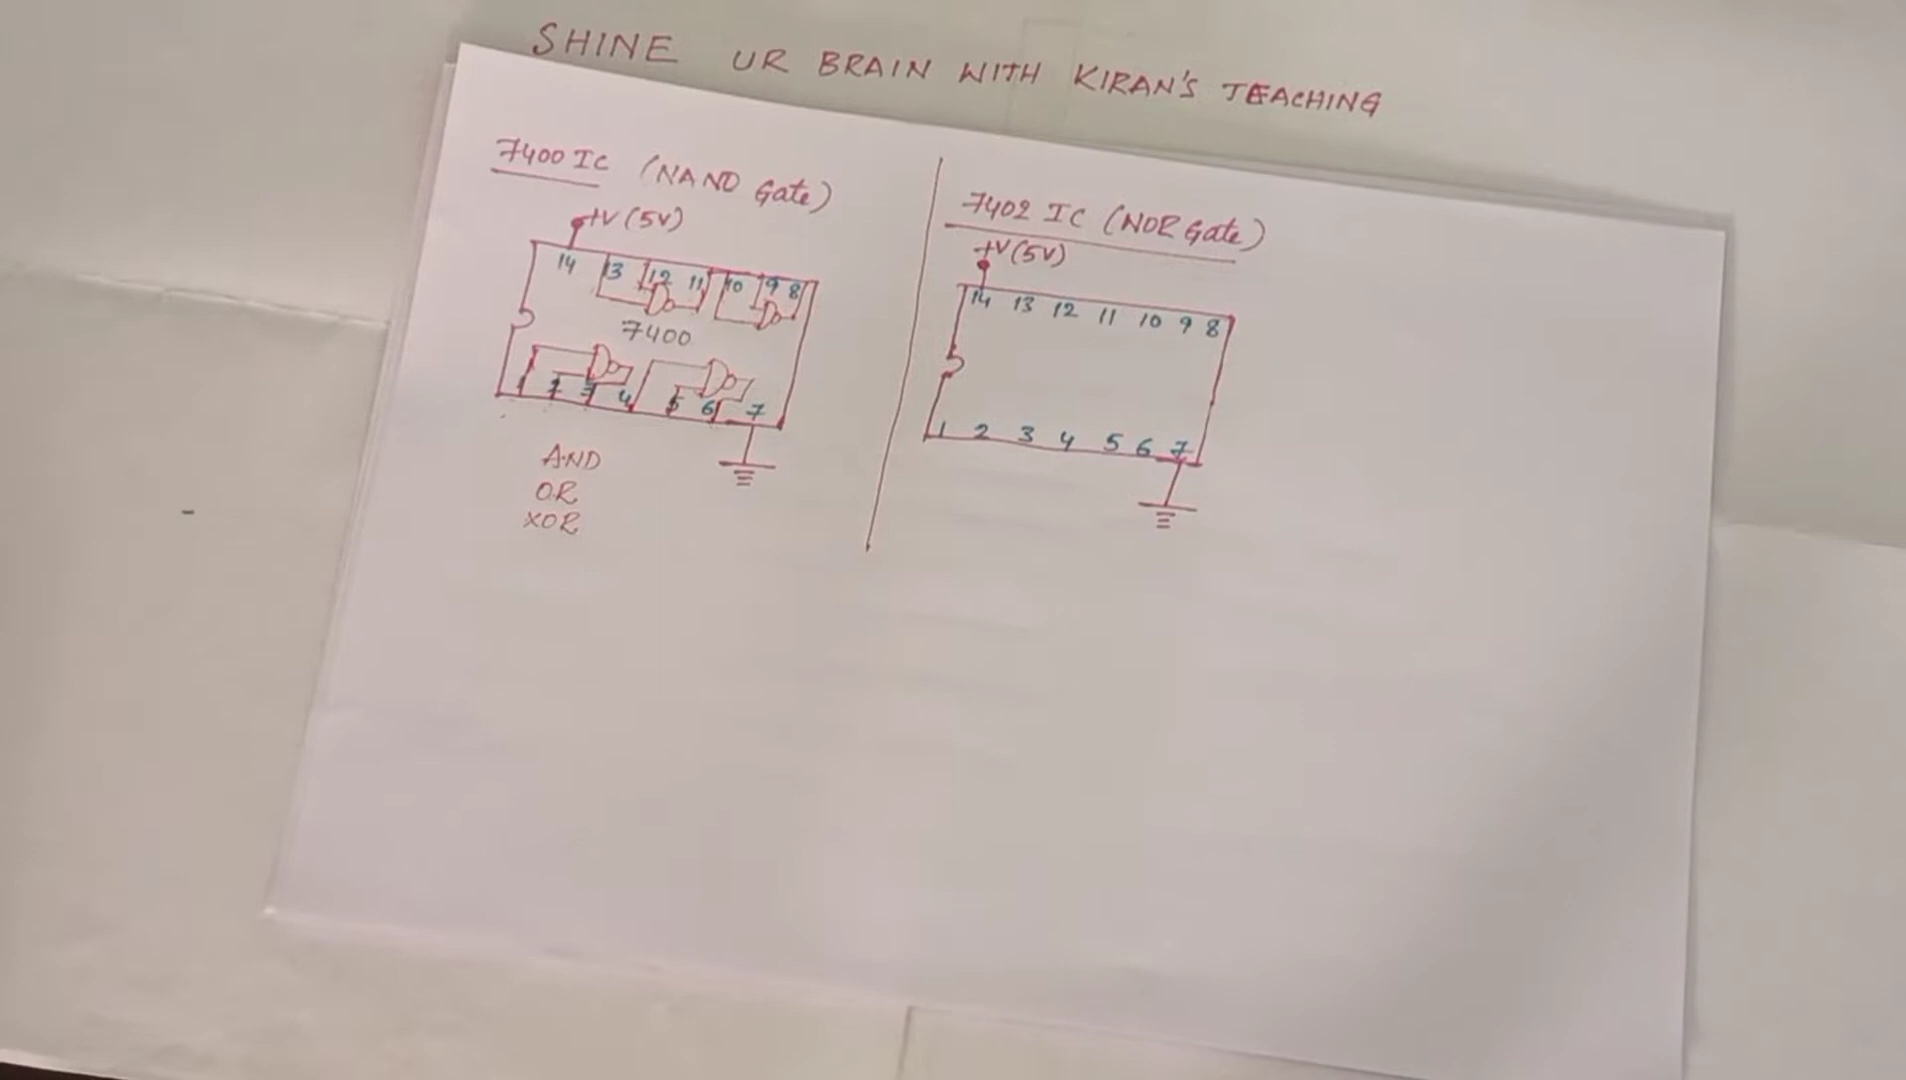 SHINE UR BRAIN WITH KIRAN'S TEACHING
7400 IC (NAND Gate)
+V (5V)
14 13 12 11 10 9 8
7400
1 2 3 4 5 6 7
AND
OR
XOR
7402 IC (NOR Gate)
+V (5V)
14 13 12 11 10 9 8
1 2 3 4 5 6 7